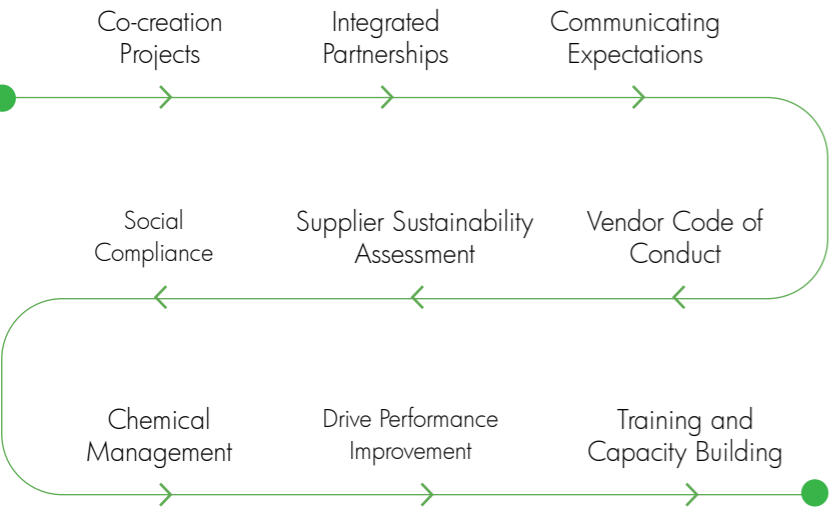 Co-creation
Projects
Integrated
Partnerships
Communicating
Expectations
Vendor Code of
Conduct
Supplier Sustainability
Assessment
Social
Compliance
Chemical
Management
Drive Performance
Improvement
Training and
Capacity Building